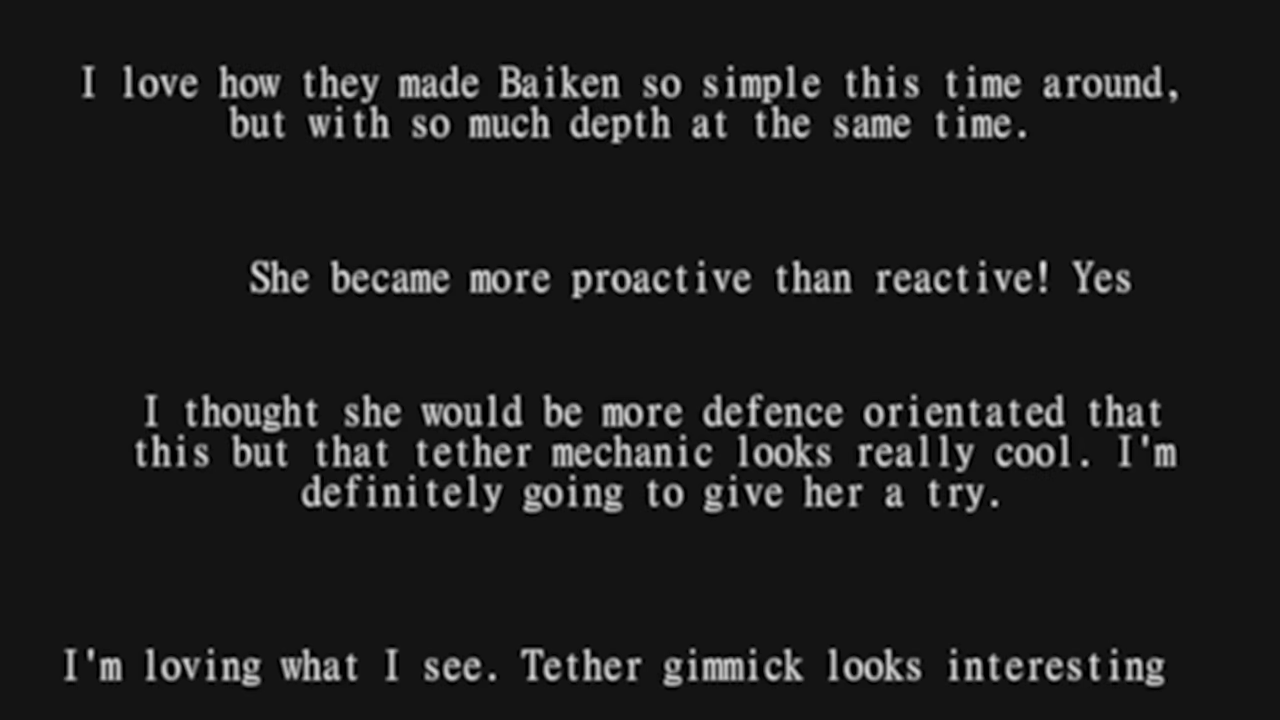 I love how they made Baiken so simple this time around,
but with so much depth at the same time.
She became more proactive than reactive! Yes
I thought she would be more defence orientated that
this but that tether mechanic looks really cool. I'm
definitely going to give her a try.
I'm loving what I see. Tether gimmick looks interesting